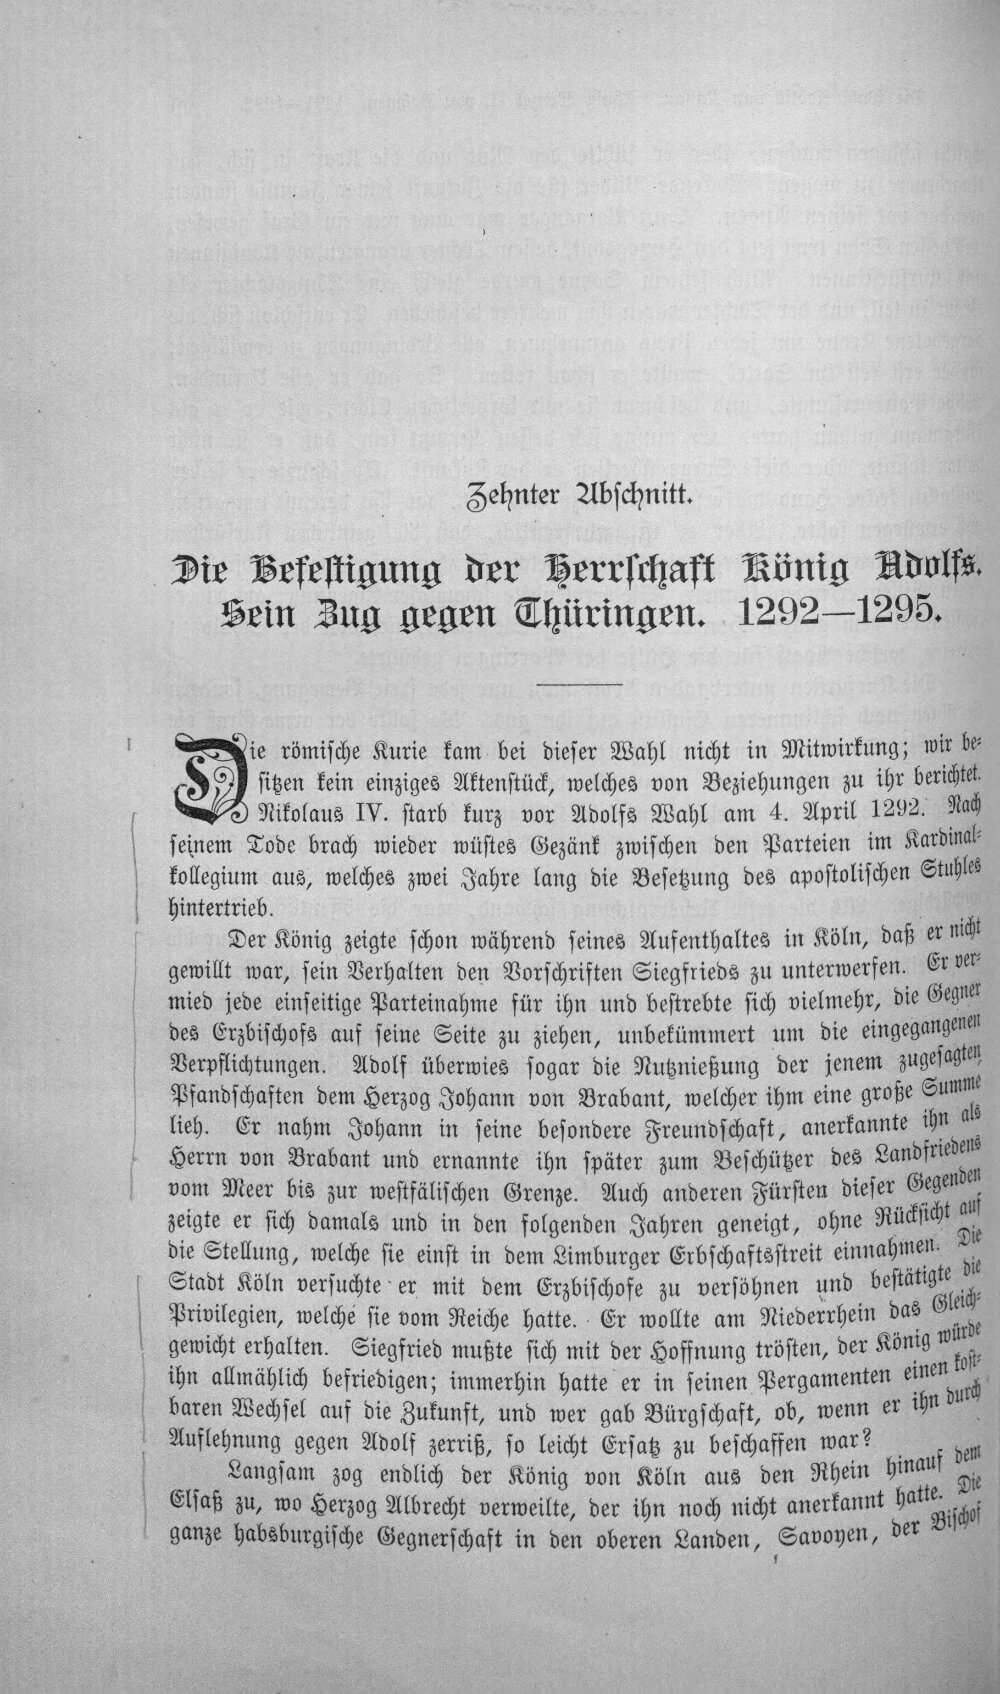 Zehnter Abschnitt.
Die Befestigung der Herrschaft König Adolfs.
Sein Zug gegen Thüringen. 1292—1295.
Die römische Kurie kam bei dieser Wahl nicht in Mitwirkung; wir be-
sitzen kein einziges Aktenstück, welches von Beziehungen zu ihr berichtet.
Nikolaus IV. starb kurz vor Adolfs Wahl am 4. April 1292. Nach
seinem Tode brach wieder wüstes Gezänk zwischen den Parteien im Kardinal-
kollegium aus, welches zwei Jahre lang die Besetzung des apostolischen Stuhles
hintertrieb.
Der König zeigte schon während seines Aufenthaltes in Köln, daß er nicht
gewillt war, sein Verhalten den Vorschriften Siegfrieds zu unterwerfen. Er ver-
mied jede einseitige Parteinahme für ihn und bestrebte sich vielmehr, die Gegner
des Erzbischofs auf seine Seite zu ziehen, unbekümmert um die eingegangenen
Verpflichtungen. Adolf überwies sogar die Nutznießung der jenem zugesagten
Pfandschaften dem Herzog Johann von Brabant, welcher ihm eine große Summe
lieh. Er nahm Johann in seine besondere Freundschaft, anerkannte ihn als
Herrn von Brabant und ernannte ihn später zum Beschützer des Landfriedens
vom Meer bis zur westfälischen Grenze. Auch anderen Fürsten dieser Gegenden
zeigte er sich damals und in den folgenden Jahren geneigt, ohne Rücksicht auf
die Stellung, welche sie einst in dem Limburger Erbschaftsstreit einnahmen. Die
Stadt Köln versuchte er mit dem Erzbischofe zu versöhnen und bestätigte die
Privilegien, welche sie vom Reiche hatte. Er wollte am Niederrhein das Gleich-
gewicht erhalten. Siegfried mußte sich mit der Hoffnung trösten, der König würde
ihn allmählich befriedigen; immerhin hatte er in seinen Pergamenten einen kost-
baren Wechsel auf die Zukunft, und wer gab Bürgschaft, ob, wenn er ihn durch
Auflehnung gegen Adolf zerriß, so leicht Ersatz zu beschaffen war?
Langsam zog endlich der König von Köln aus den Rhein hinauf dem
Elsaß zu, wo Herzog Albrecht verweilte, der ihn noch nicht anerkannt hatte. Die
ganze habsburgische Gegnerschaft in den oberen Landen, Savoyen, der Bischof